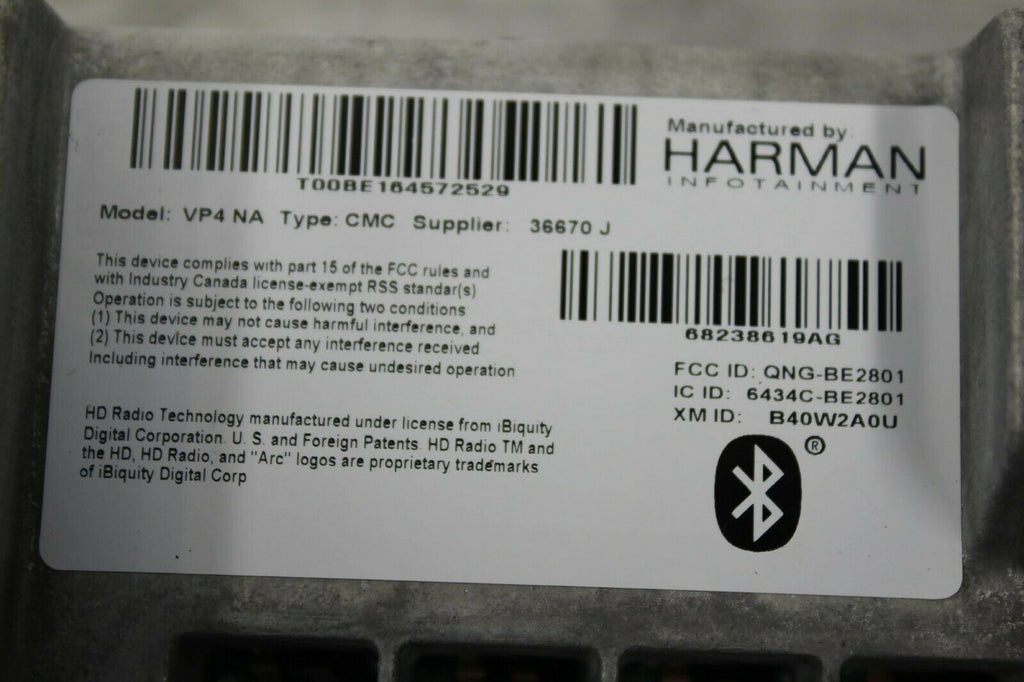 T00BE164572529
Manufactured by:
HARMAN
INFOTAINMENT
Model: VP4 NA Type: CMC Supplier: 36670 J
This device complies with part 15 of the FCC rules and
with Industry Canada license-exempt RSS standar(s)
Operation is subject to the following two conditions
(1) This device may not cause harmful interference, and
(2) This device must accept any interference received
Including interference that may cause undesired operation
68238619AG
FCC ID: QNG-BE2801
IC ID: 6434C-BE2801
XM ID: B40W2A0U
HD Radio Technology manufactured under license from iBiquity
Digital Corporation. U. S. and Foreign Patents. HD Radio TM and
the HD, HD Radio, and "Arc" logos are proprietary trademarks
of iBiquity Digital Corp
®